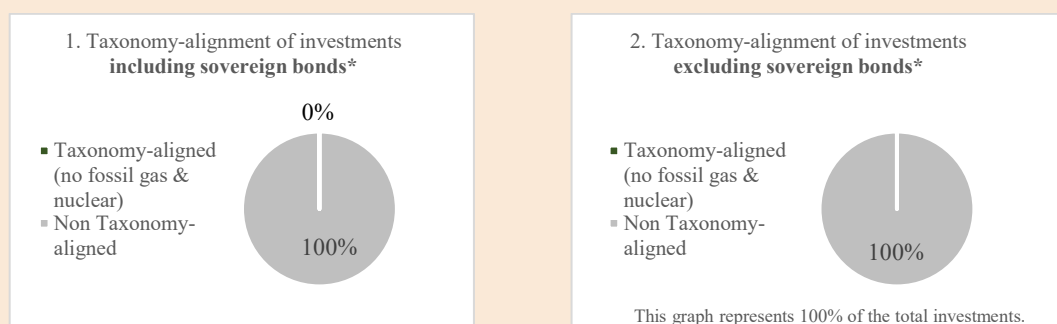 1. Taxonomy-alignment of investments
including sovereign bonds*
0%
Taxonomy-aligned
(no fossil gas &
nuclear)
Non Taxonomy-
aligned
100%
2. Taxonomy-alignment of investments
excluding sovereign bonds*
Taxonomy-aligned
(no fossil gas &
nuclear)
Non Taxonomy-
aligned
100%
This graph represents 100% of the total investments.